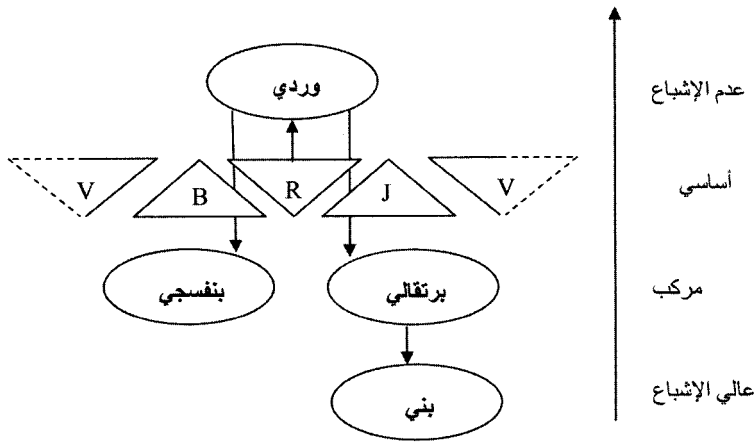 عدم الإشباع
وردي
أساسي
V B R J V
مركب
برتقالي
بنفسجي
عالي الإشباع
بني